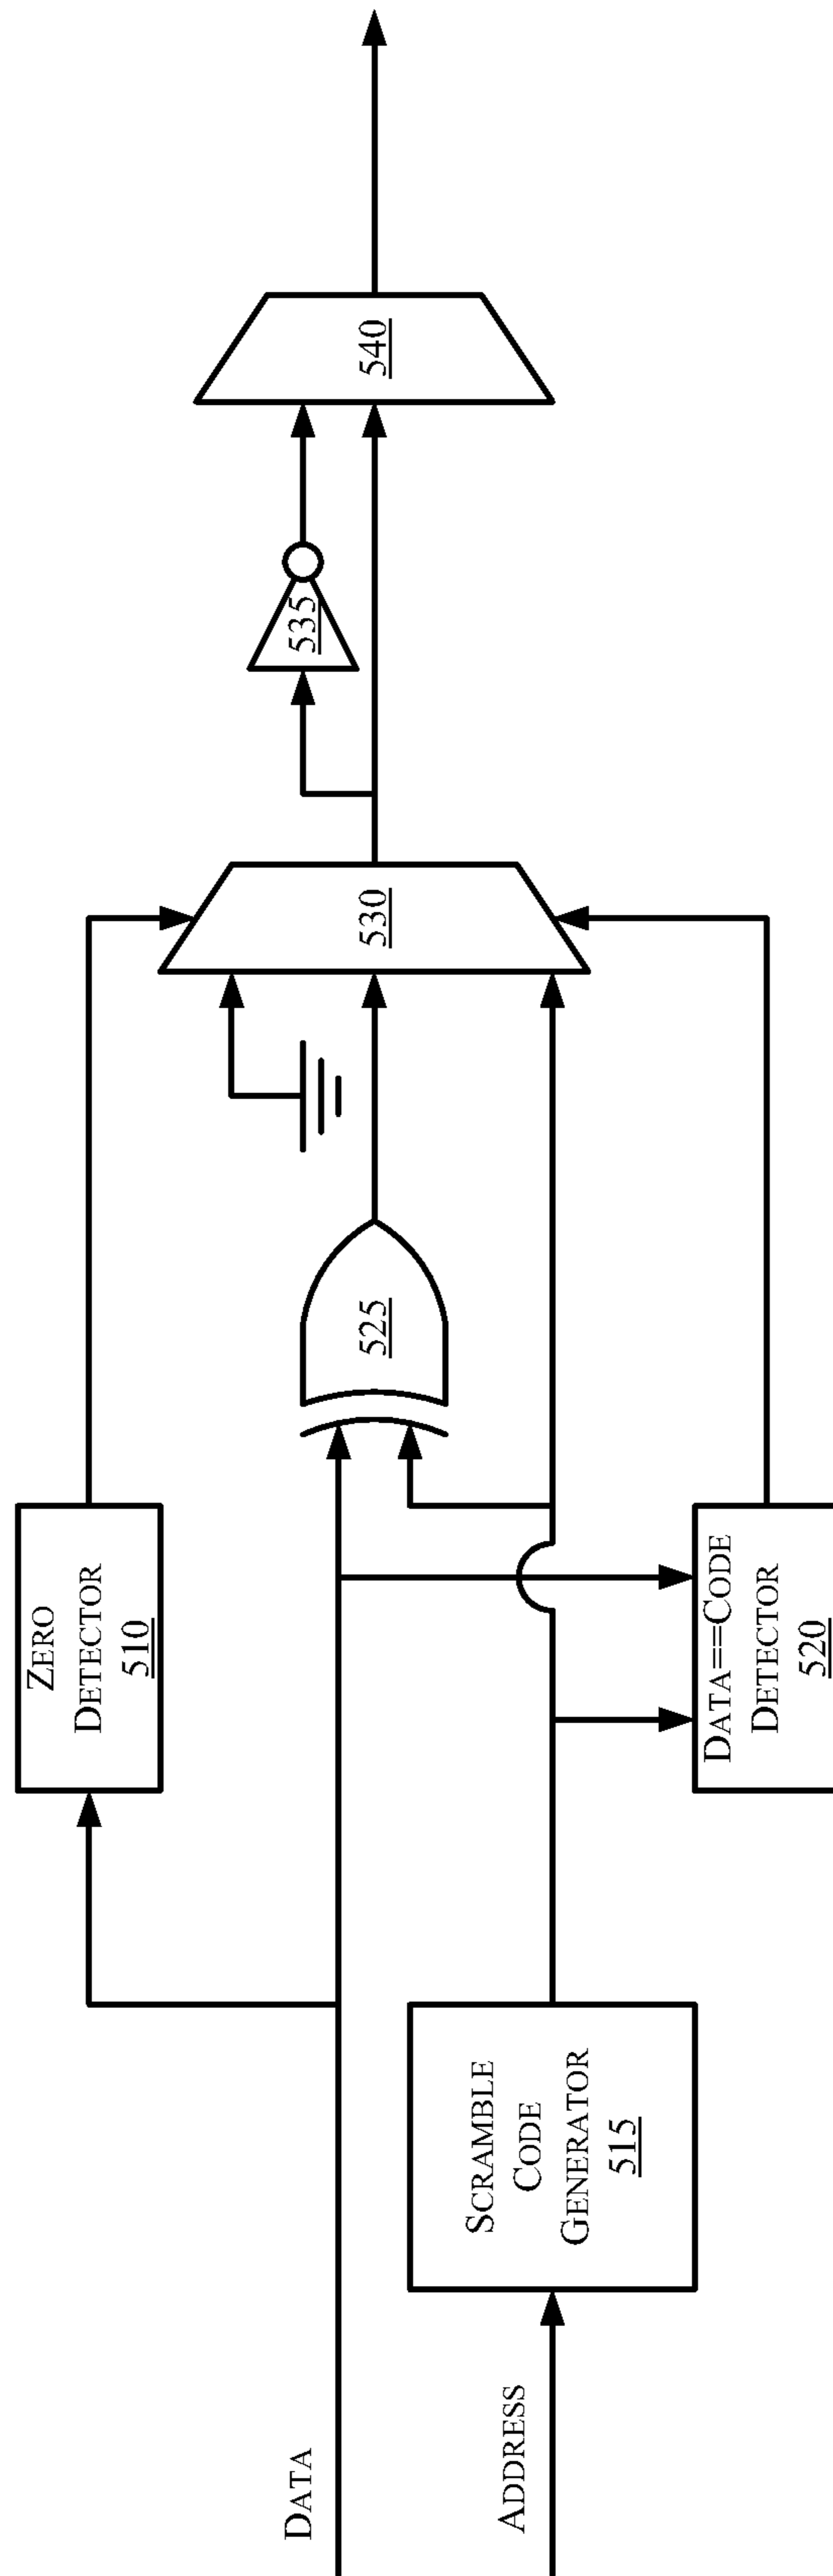 DATA
ADDRESS
ZERO
DETECTOR
510
SCRAMBLE
CODE
GENERATOR
515
DATA==CODE
DETECTOR
520
525
530
535
540